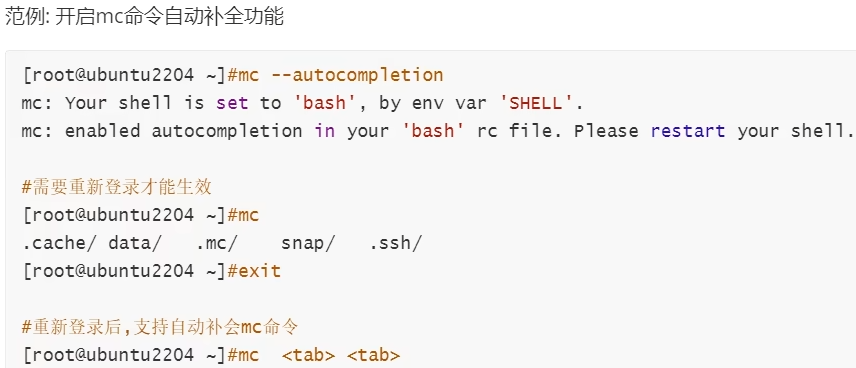 范例: 开启mc命令自动补全功能
[root@ubuntu2204 ~]#mc --autocompletion
mc: Your shell is set to 'bash', by env var 'SHELL'.
mc: enabled autocompletion in your 'bash' rc file. Please restart your shell.
#需要重新登录才能生效
[root@ubuntu2204 ~]#mc
.cache/ data/   .mc/    snap/   .ssh/
[root@ubuntu2204 ~]#exit
#重新登录后,支持自动补会mc命令
[root@ubuntu2204 ~]#mc  <tab> <tab>